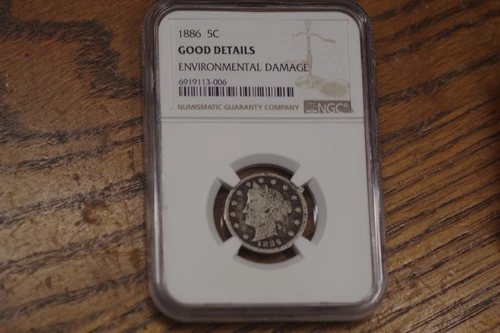 1886 5C
GOOD DETAILS
ENVIRONMENTAL DAMAGE
6919113-006
NUMISMATIC GUARANTY COMPANY NGC
1886